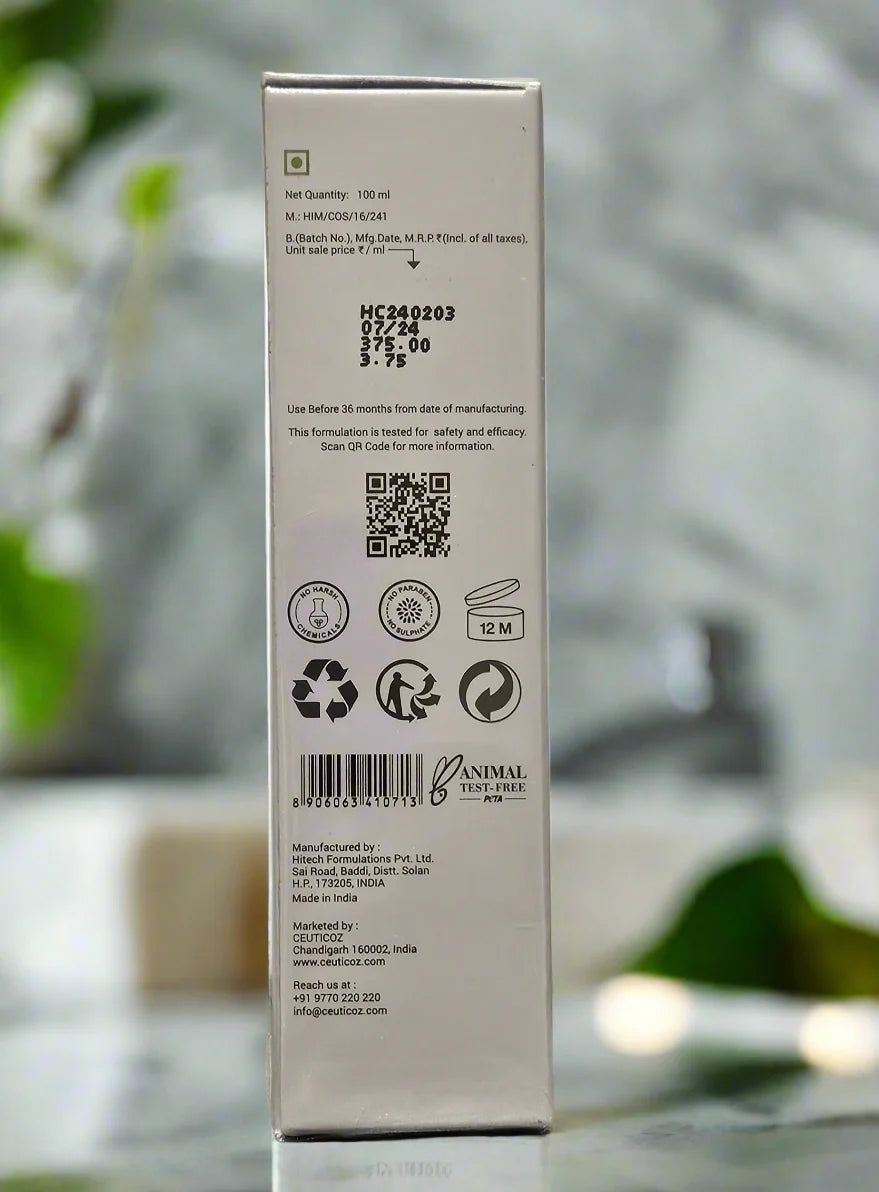 Net Quantity: 100 ml
M.: HIM/COS/16/241
B.(Batch No.), Mfg.Date, M.R.P. ₹(Incl. of all taxes),
Unit sale price ₹ / ml
HC240203
07/24
375.00
3.75
Use Before 36 months from date of manufacturing.
This formulation is tested for safety and efficacy.
Scan QR Code for more information.
NO HARSH CHEMICALS
NO PARABEN NO SULPHATE
12 M
8 906063 410713
ANIMAL
TEST-FREE
PETA
Manufactured by :
Hitech Formulations Pvt. Ltd.
Sai Road, Baddi, Distt. Solan
H.P., 173205, INDIA
Made in India
Marketed by :
CEUTICOZ
Chandigarh 160002, India
www.ceuticoz.com
Reach us at :
+91 9770 220 220
info@ceuticoz.com